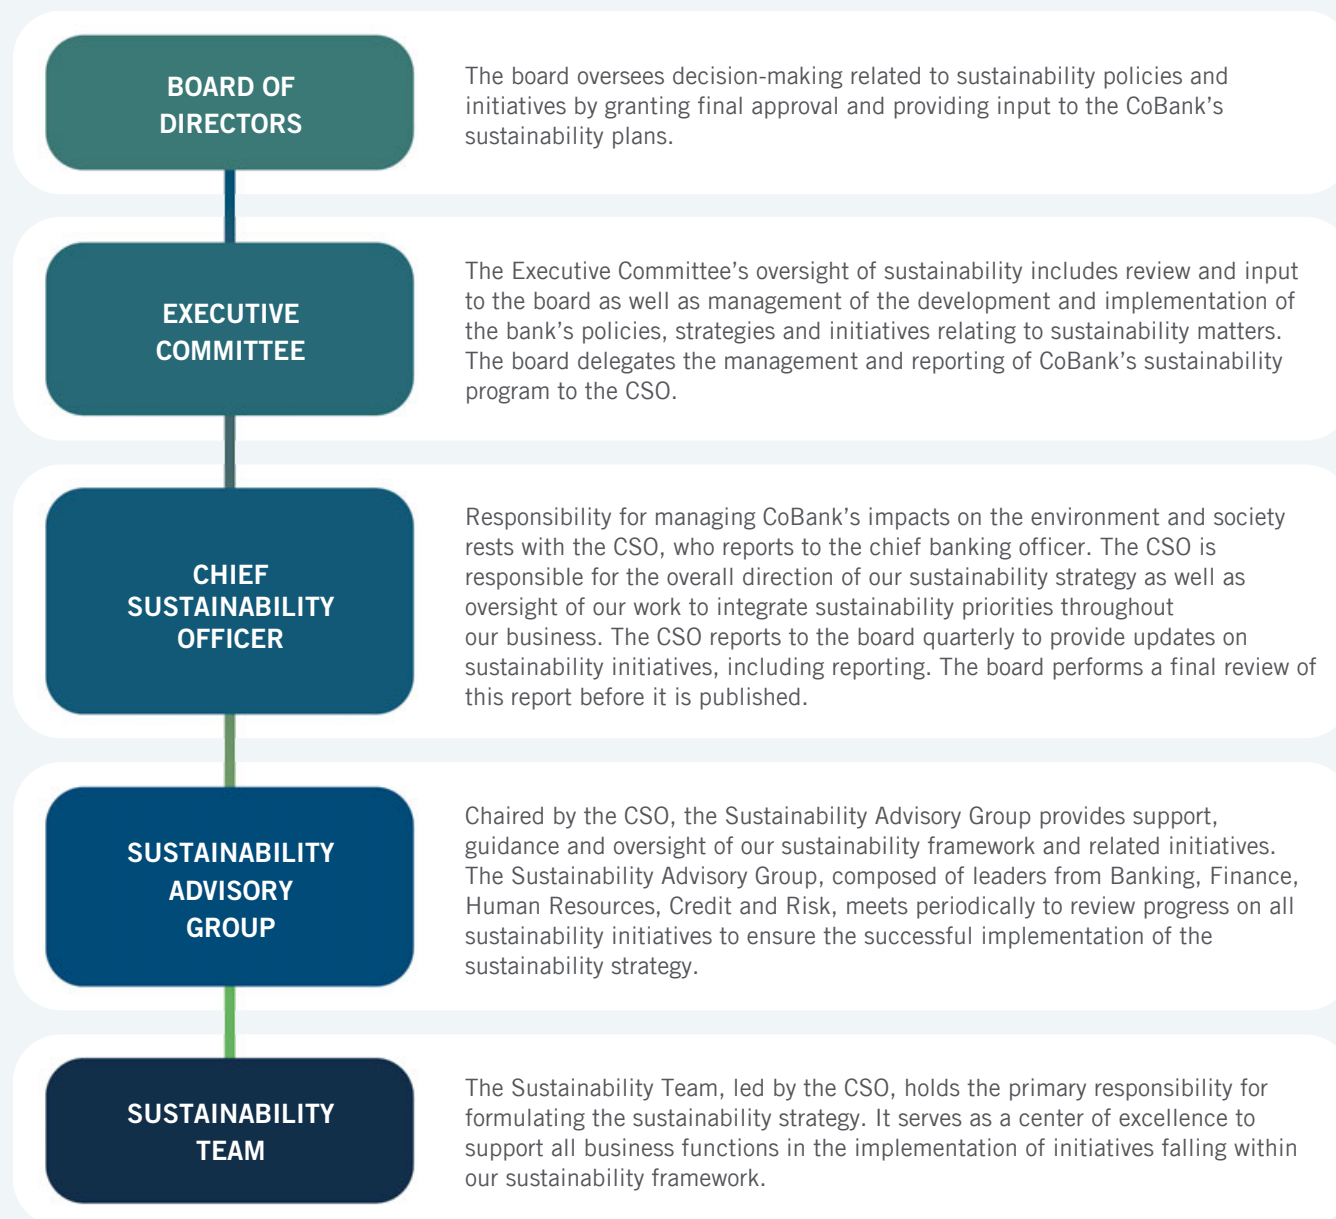 BOARD OF
DIRECTORS
The board oversees decision-making related to sustainability policies and
initiatives by granting final approval and providing input to the CoBank’s
sustainability plans.
EXECUTIVE
COMMITTEE
The Executive Committee’s oversight of sustainability includes review and input
to the board as well as management of the development and implementation of
the bank’s policies, strategies and initiatives relating to sustainability matters.
The board delegates the management and reporting of CoBank’s sustainability
program to the CSO.
CHIEF
SUSTAINABILITY
OFFICER
Responsibility for managing CoBank’s impacts on the environment and society
rests with the CSO, who reports to the chief banking officer. The CSO is
responsible for the overall direction of our sustainability strategy as well as
oversight of our work to integrate sustainability priorities throughout
our business. The CSO reports to the board quarterly to provide updates on
sustainability initiatives, including reporting. The board performs a final review of
this report before it is published.
SUSTAINABILITY
ADVISORY
GROUP
Chaired by the CSO, the Sustainability Advisory Group provides support,
guidance and oversight of our sustainability framework and related initiatives.
The Sustainability Advisory Group, composed of leaders from Banking, Finance,
Human Resources, Credit and Risk, meets periodically to review progress on all
sustainability initiatives to ensure the successful implementation of the
sustainability strategy.
SUSTAINABILITY
TEAM
The Sustainability Team, led by the CSO, holds the primary responsibility for
formulating the sustainability strategy. It serves as a center of excellence to
support all business functions in the implementation of initiatives falling within
our sustainability framework.